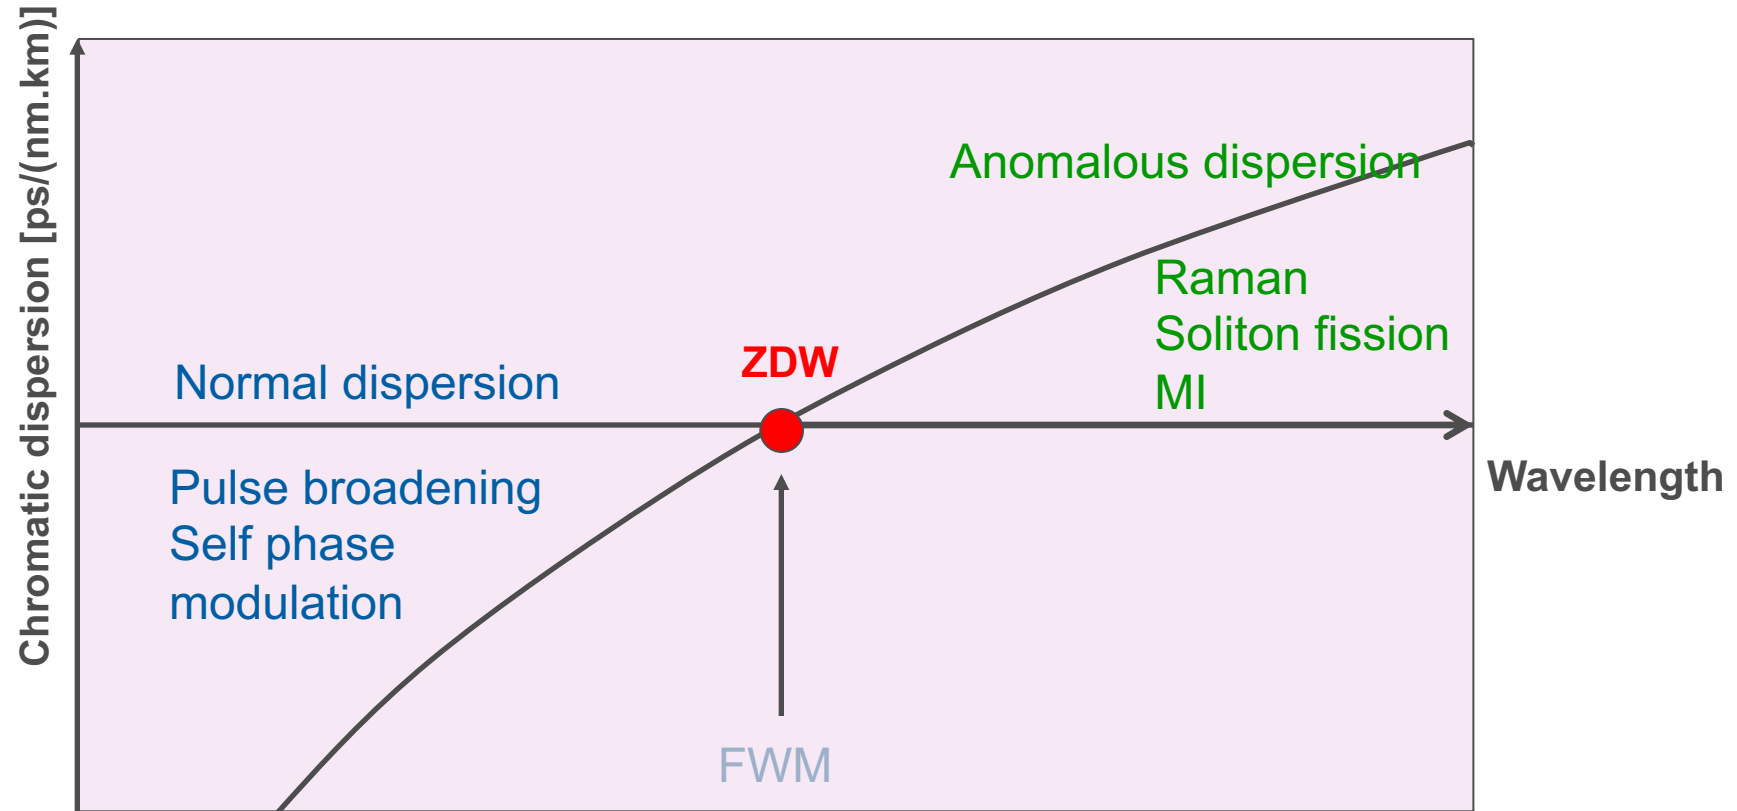 Chromatic dispersion [ps/(nm.km)]
Anomalous dispersion
Raman
Soliton fission
MI
ZDW
Normal dispersion
Pulse broadening
Self phase
modulation
Wavelength
FWM